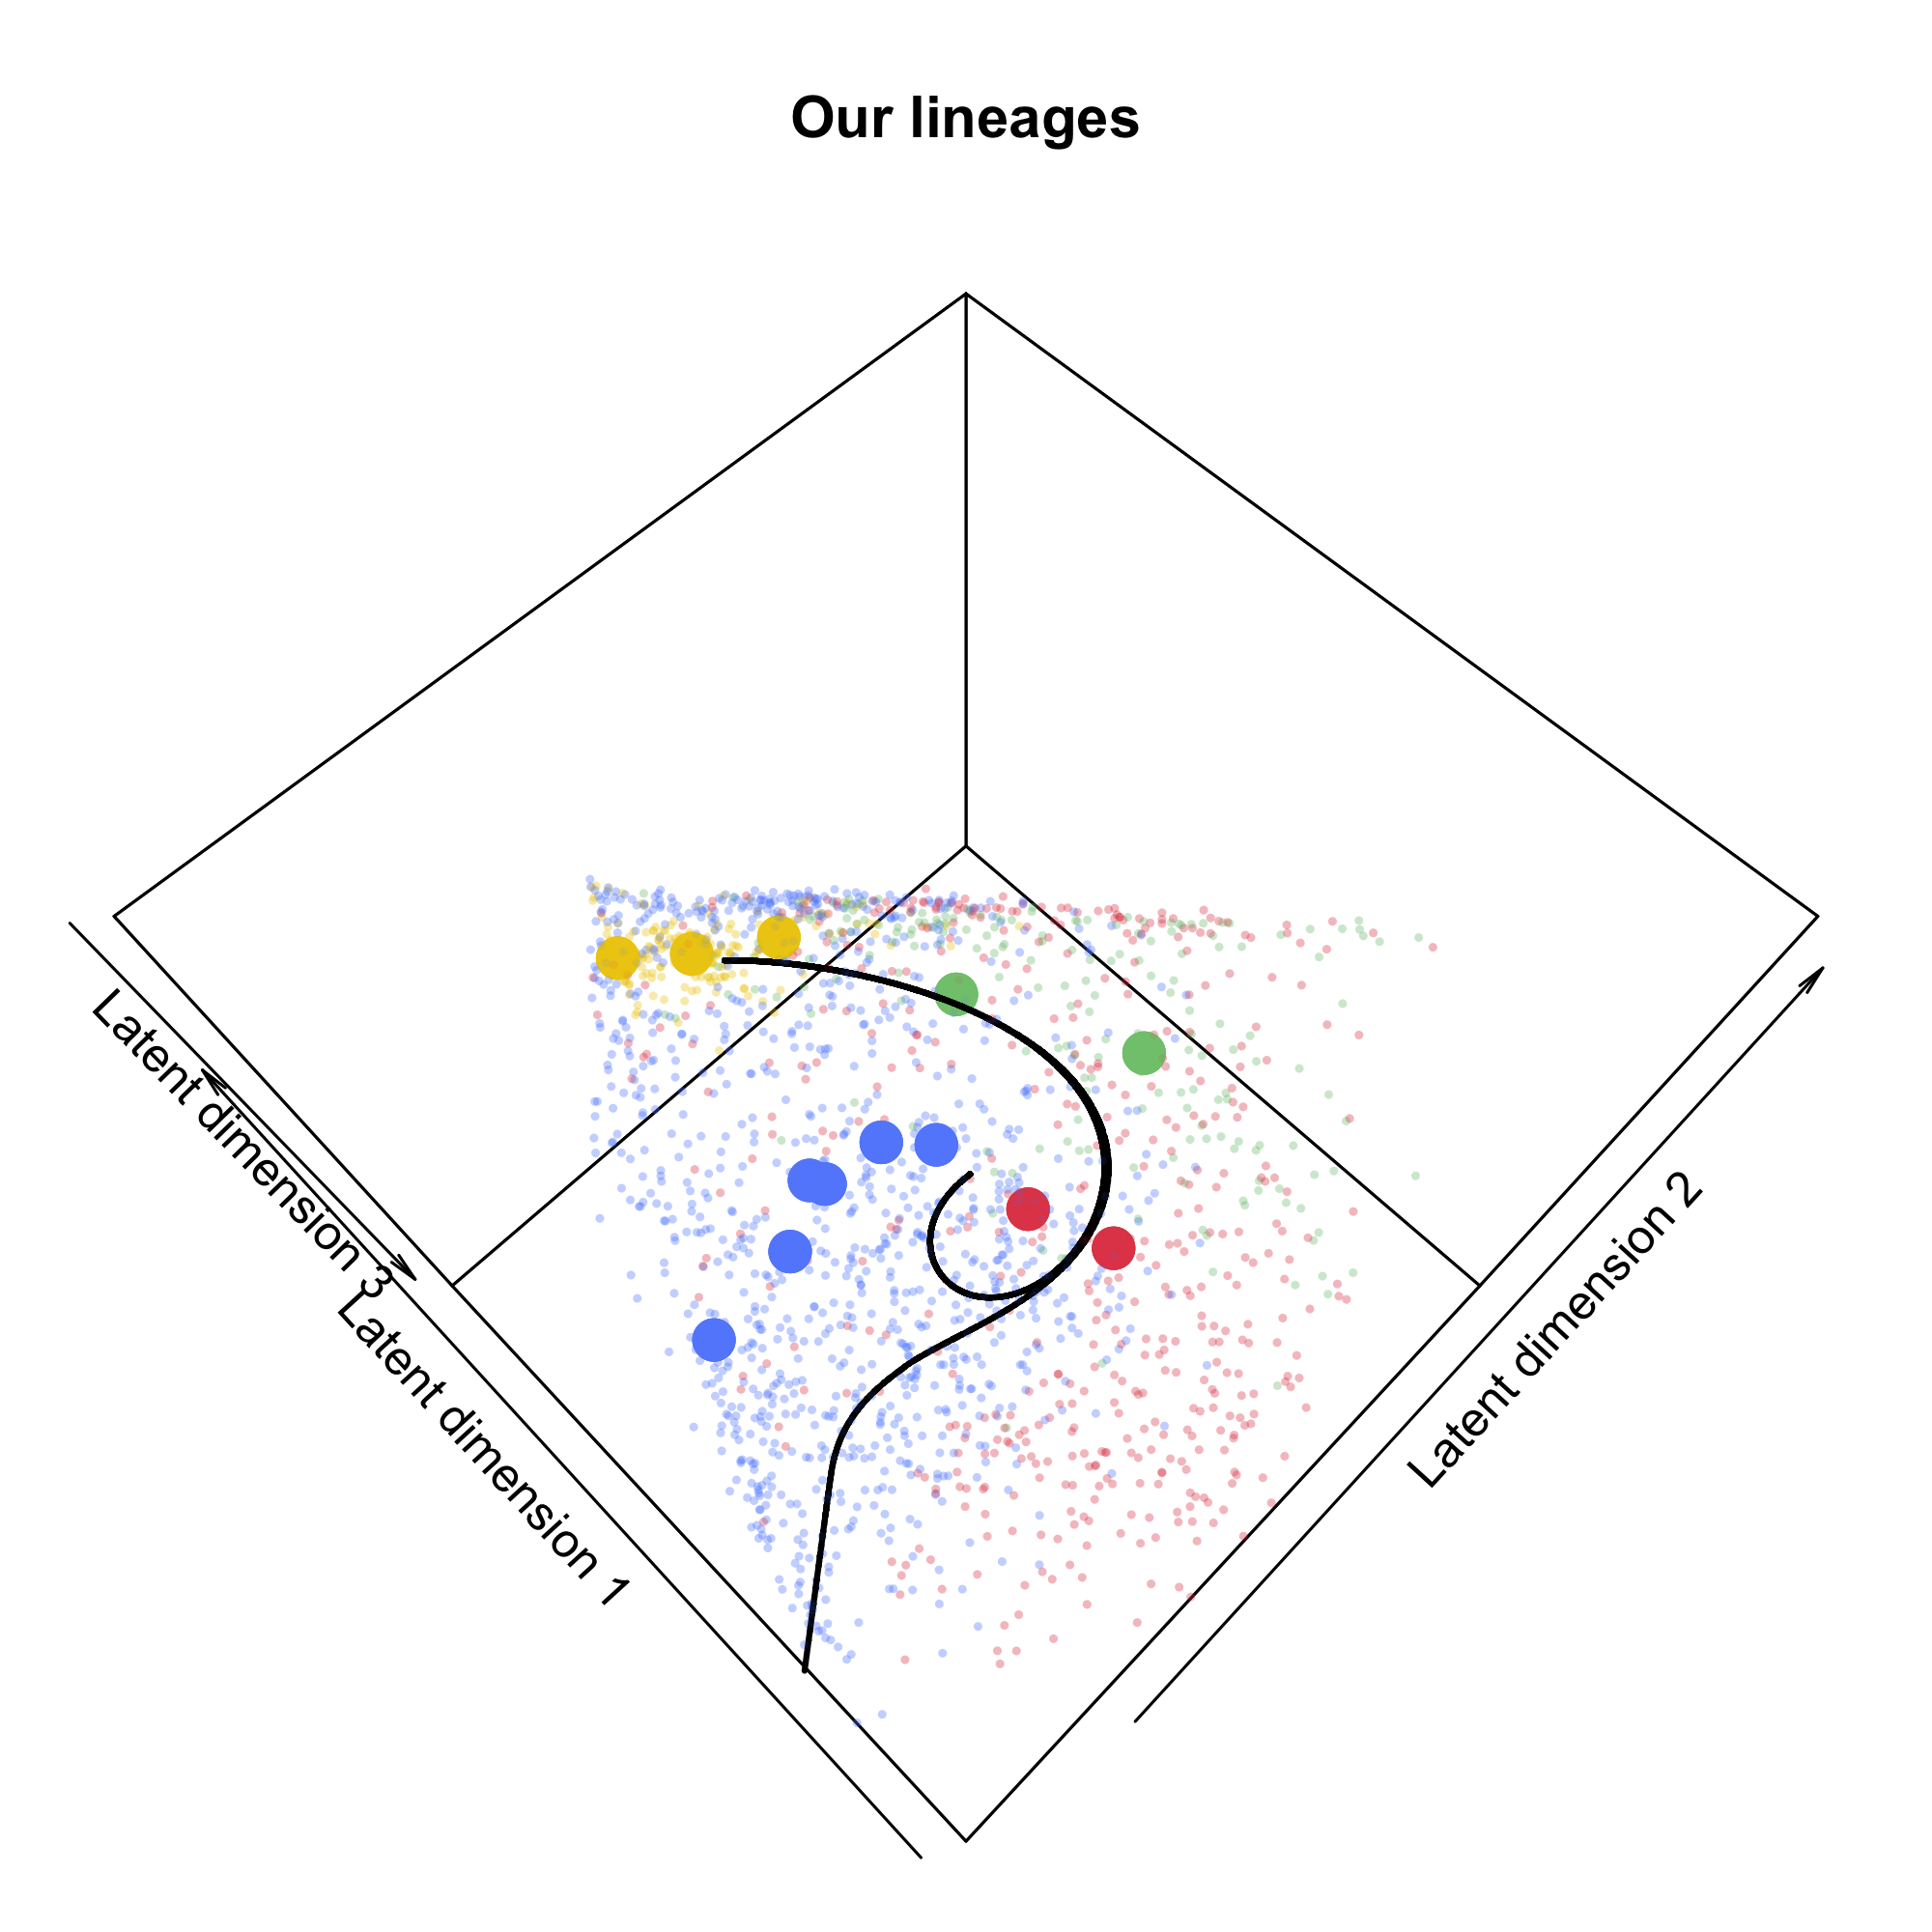 Our lineages
Latent dimension 3
Latent dimension 1
Latent dimension 2